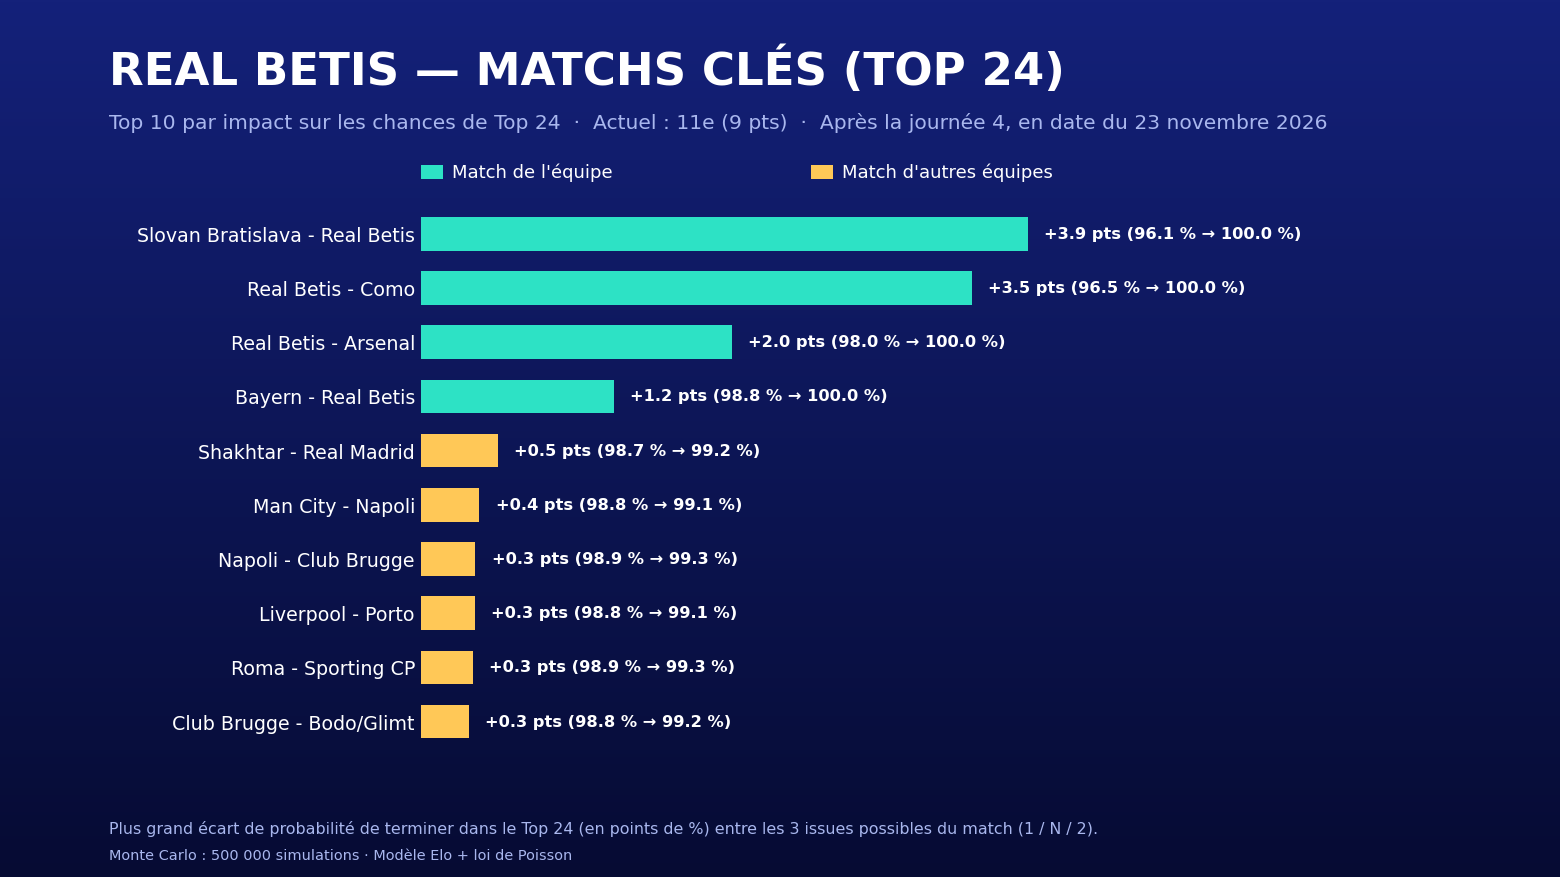 REAL BETIS — MATCHS CLÉS (TOP 24)
Top 10 par impact sur les chances de Top 24 · Actuel : 11e (9 pts) · Après la journée 4, en date du 23 novembre 2026
Match de l'équipe
Match d'autres équipes
Slovan Bratislava - Real Betis +3.9 pts (96.1 % → 100.0 %)
Real Betis - Como +3.5 pts (96.5 % → 100.0 %)
Real Betis - Arsenal +2.0 pts (98.0 % → 100.0 %)
Bayern - Real Betis +1.2 pts (98.8 % → 100.0 %)
Shakhtar - Real Madrid +0.5 pts (98.7 % → 99.2 %)
Man City - Napoli +0.4 pts (98.8 % → 99.1 %)
Napoli - Club Brugge +0.3 pts (98.9 % → 99.3 %)
Liverpool - Porto +0.3 pts (98.8 % → 99.1 %)
Roma - Sporting CP +0.3 pts (98.9 % → 99.3 %)
Club Brugge - Bodo/Glimt +0.3 pts (98.8 % → 99.2 %)
Plus grand écart de probabilité de terminer dans le Top 24 (en points de %) entre les 3 issues possibles du match (1 / N / 2).
Monte Carlo : 500 000 simulations · Modèle Elo + loi de Poisson